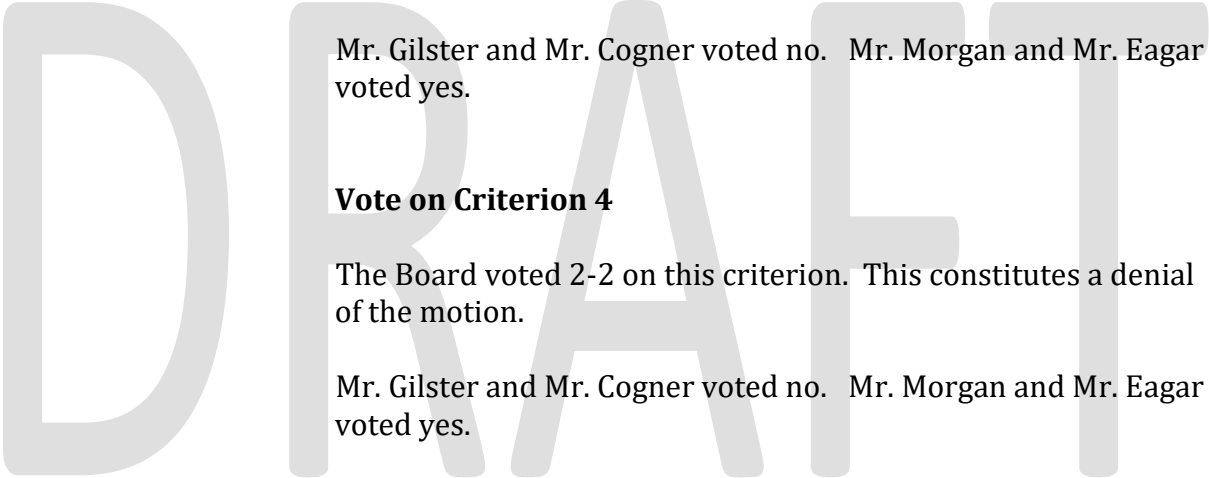 DRAFT
Mr. Gilster and Mr. Cogner voted no.   Mr. Morgan and Mr. Eagar
voted yes.
Vote on Criterion 4
The Board voted 2-2 on this criterion.  This constitutes a denial
of the motion.
Mr. Gilster and Mr. Cogner voted no.   Mr. Morgan and Mr. Eagar
voted yes.